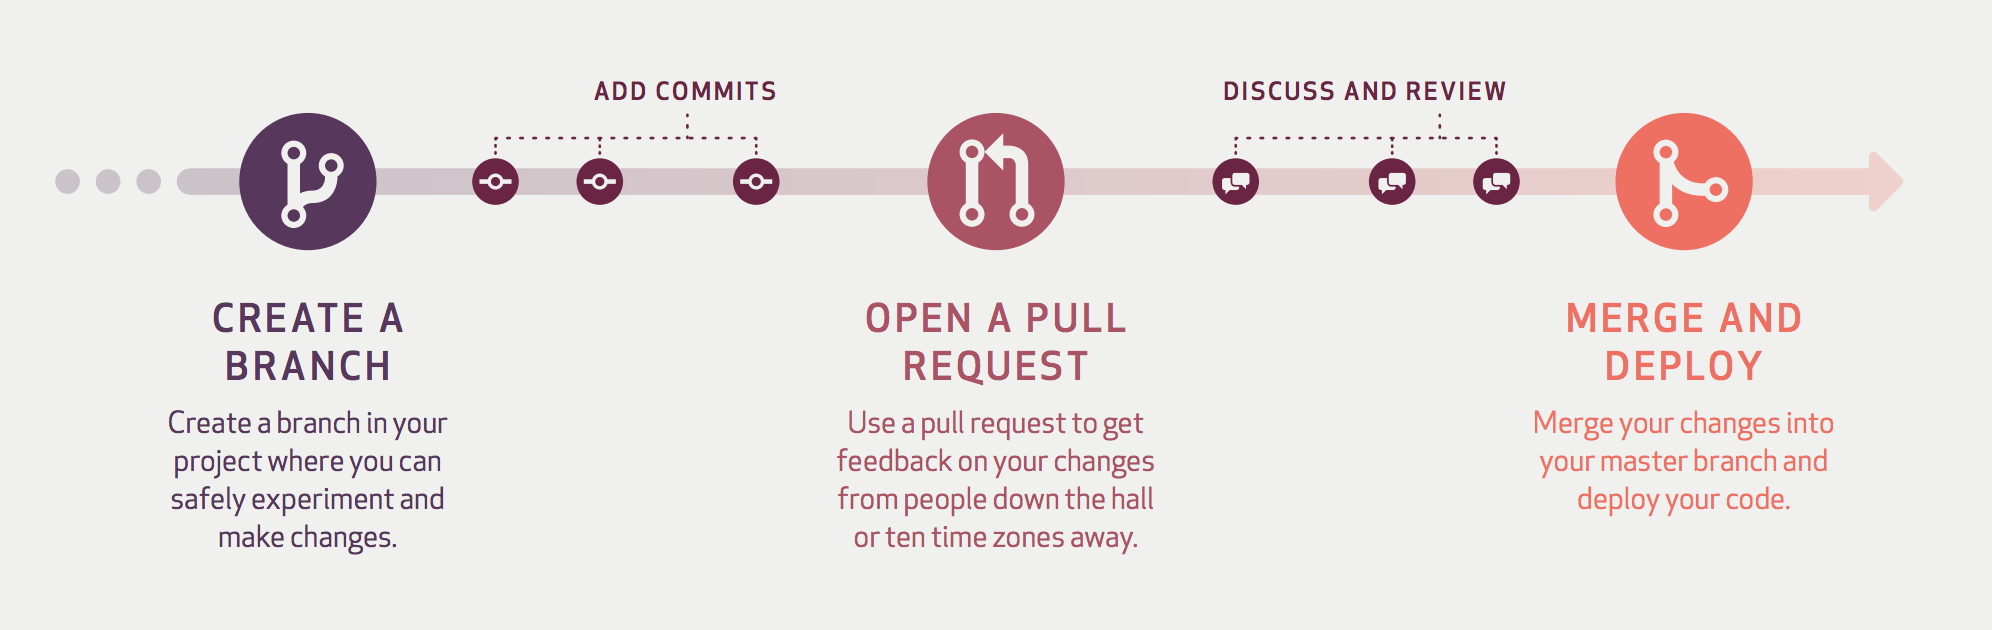 ADD COMMITS
DISCUSS AND REVIEW
CREATE A
BRANCH
Create a branch in your
project where you can
safely experiment and
make changes.
OPEN A PULL
REQUEST
Use a pull request to get
feedback on your changes
from people down the hall
or ten time zones away.
MERGE AND
DEPLOY
Merge your changes into
your master branch and
deploy your code.